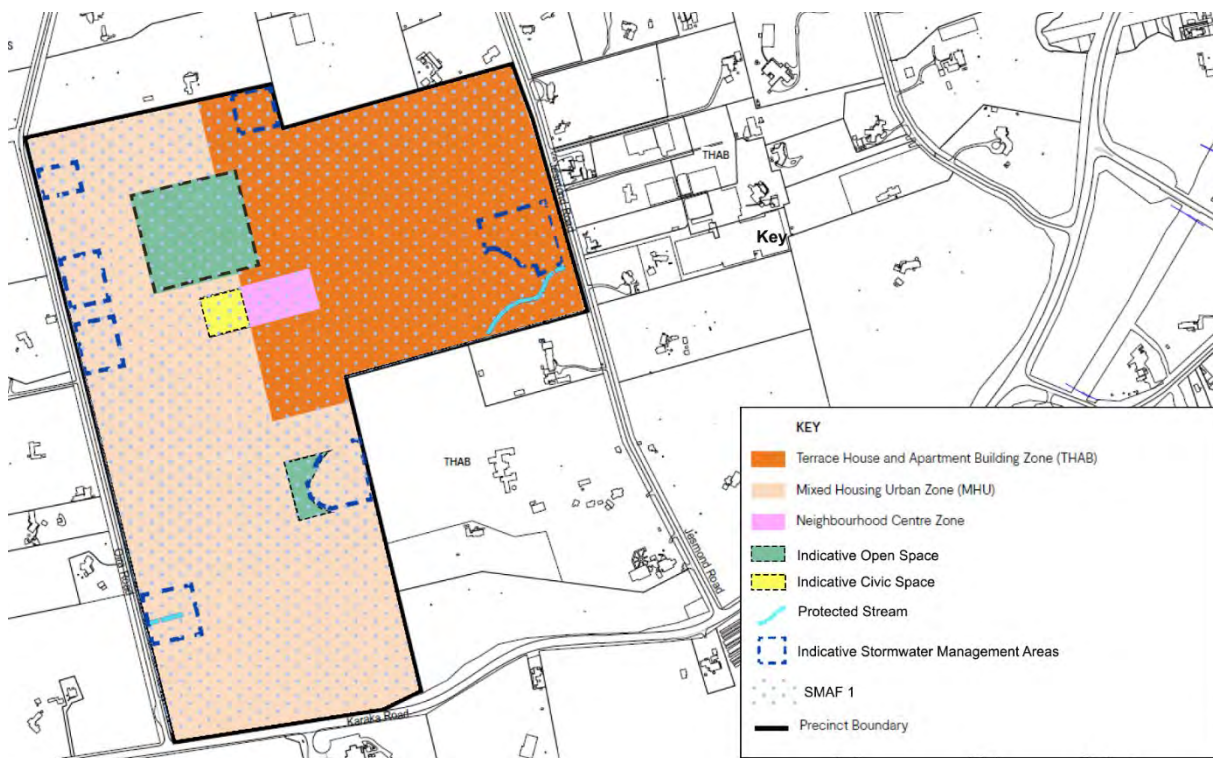 THAB
Key
THAB
Jesmond Road
Karaka Road
KEY
Terrace House and Apartment Building Zone (THAB)
Mixed Housing Urban Zone (MHU)
Neighbourhood Centre Zone
Indicative Open Space
Indicative Civic Space
Protected Stream
Indicative Stormwater Management Areas
SMAF 1
Precinct Boundary